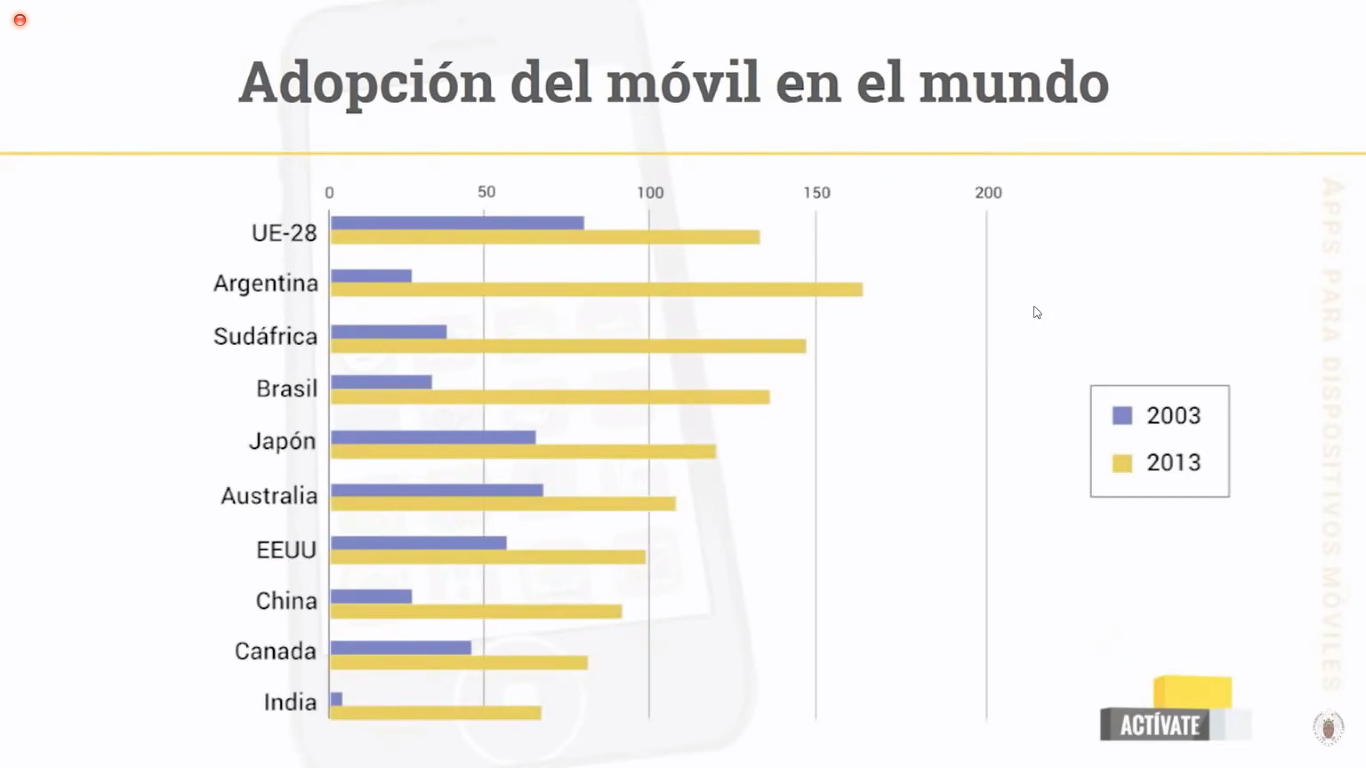 Adopción del móvil en el mundo
0 50 100 150 200
UE-28
Argentina
Sudáfrica
Brasil
Japón
Australia
EEUU
China
Canada
India
2003
2013
APPS PARA DISPOSITIVOS MÓVILES
ACTÍVATE